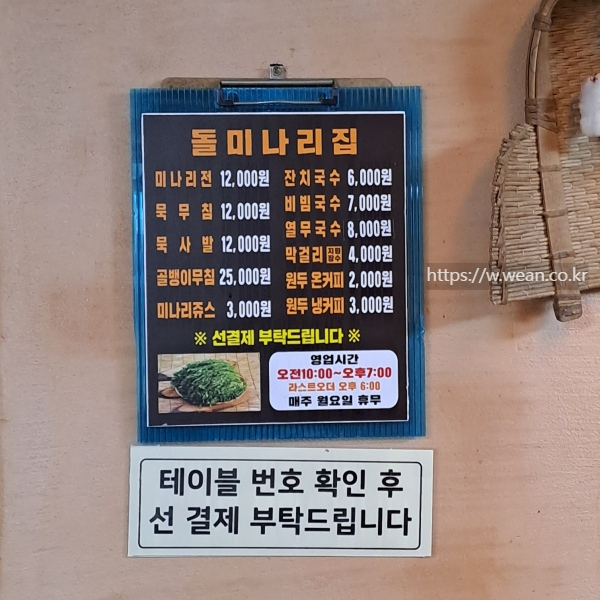 돌미나리집
미나리전 12,000원
묵무침 12,000원
묵사발 12,000원
골뱅이무침 25,000원
미나리쥬스 3,000원
잔치국수 6,000원
비빔국수 7,000원
열무국수 8,000원
막걸리 4,000원
원두 온커피 2,000원
원두 냉커피 3,000원
※ 선결제 부탁드립니다 ※
영업시간
오전10:00~오후7:00
라스트오더 오후 6:00
매주 월요일 휴무
테이블 번호 확인 후
선 결제 부탁드립니다
https://w.wean.co.kr